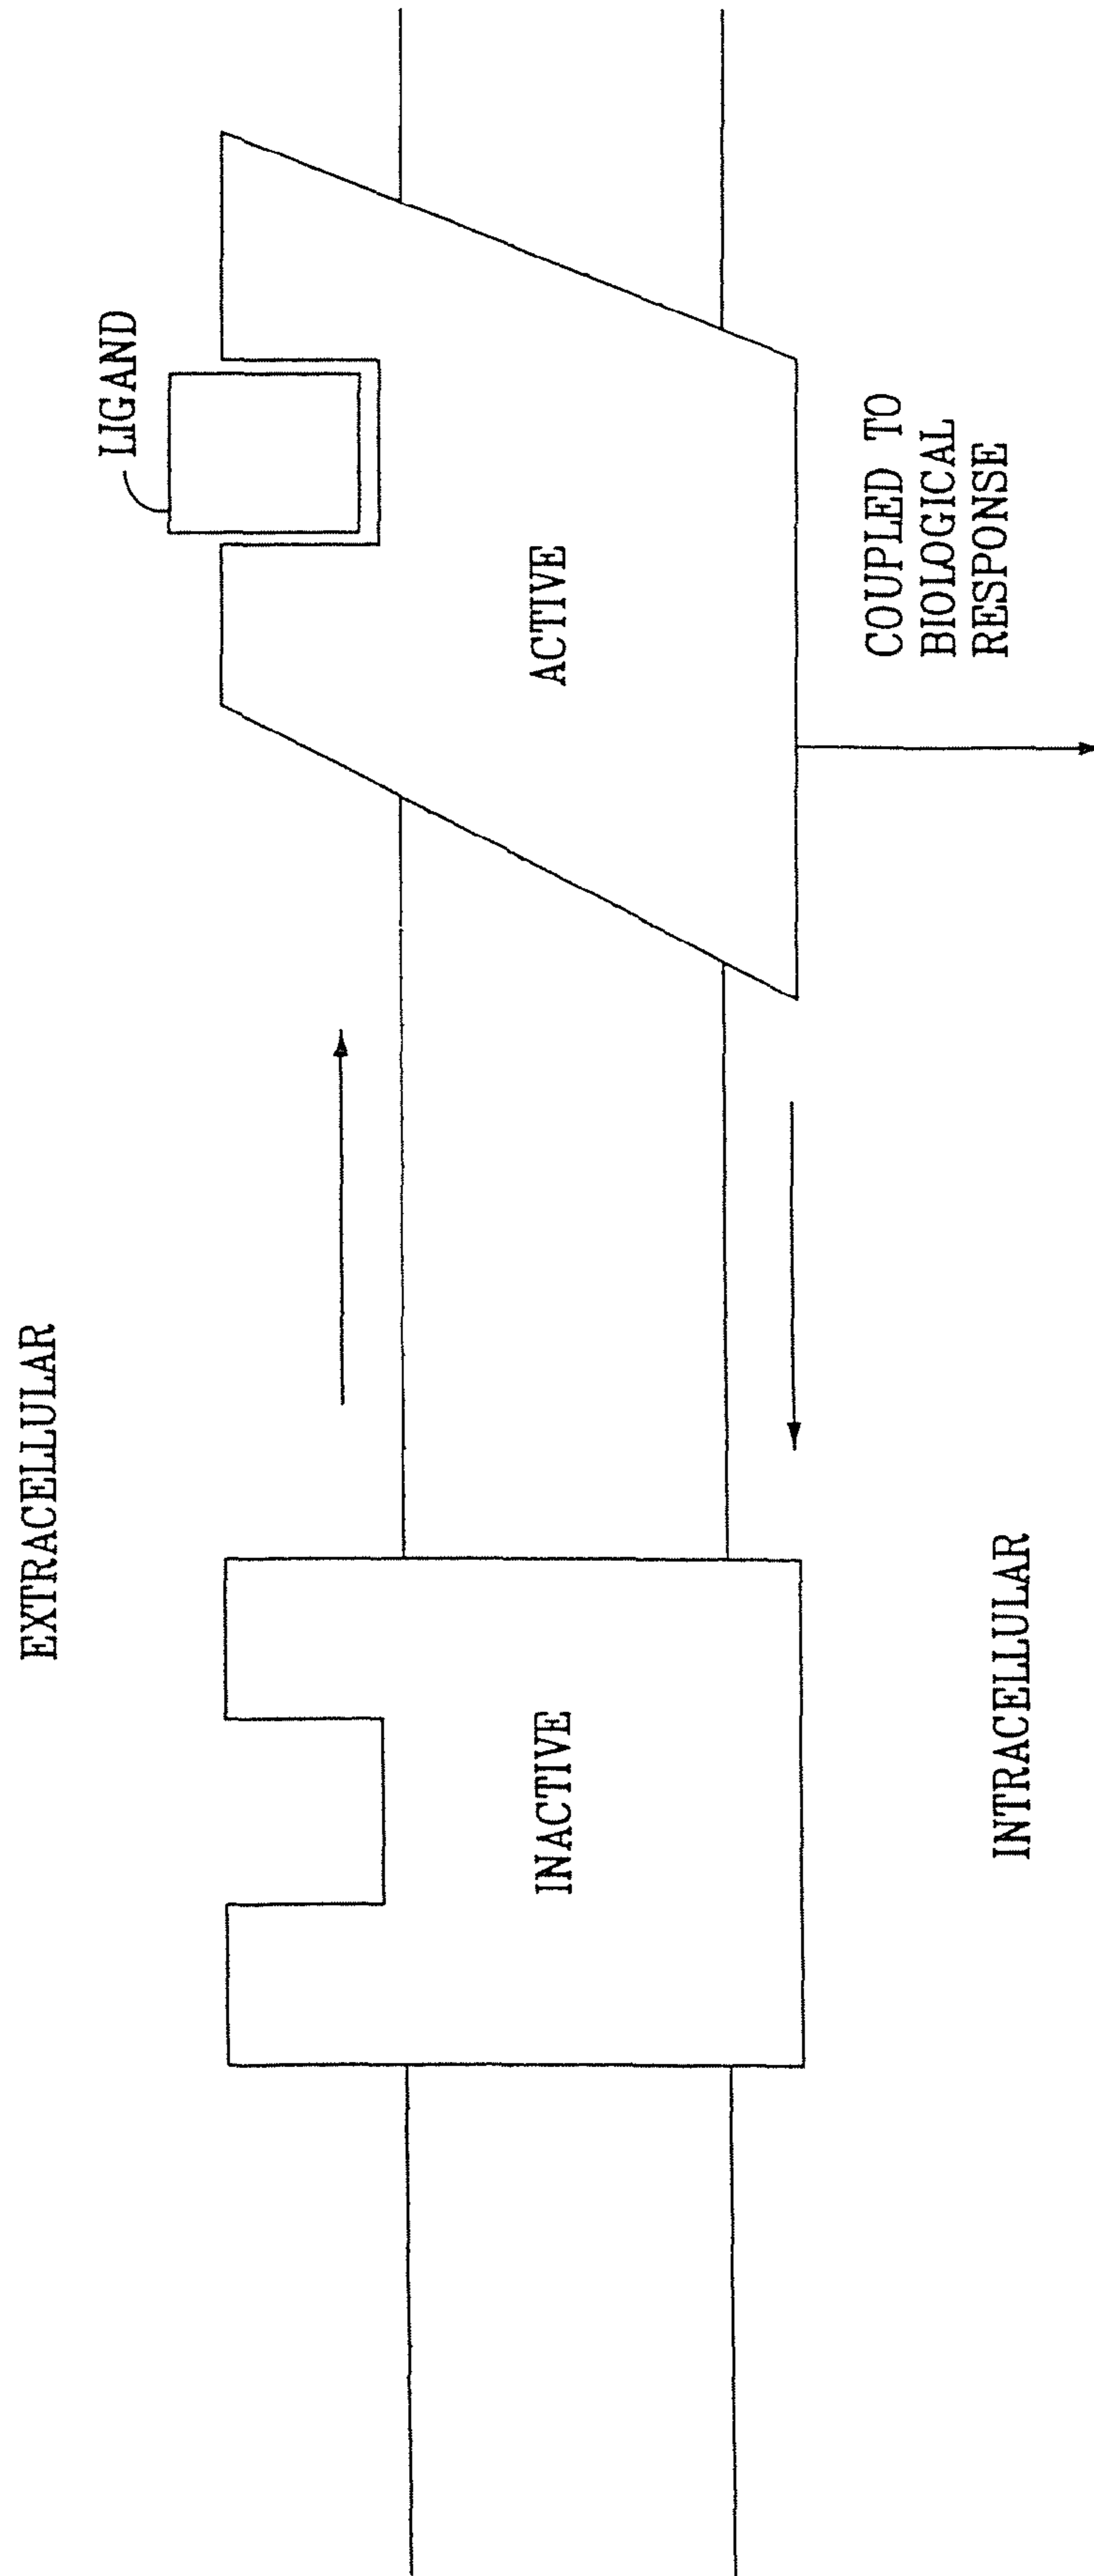 EXTRACELLULAR
LIGAND
INACTIVE
ACTIVE
INTRACELLULAR
COUPLED TO
BIOLOGICAL
RESPONSE